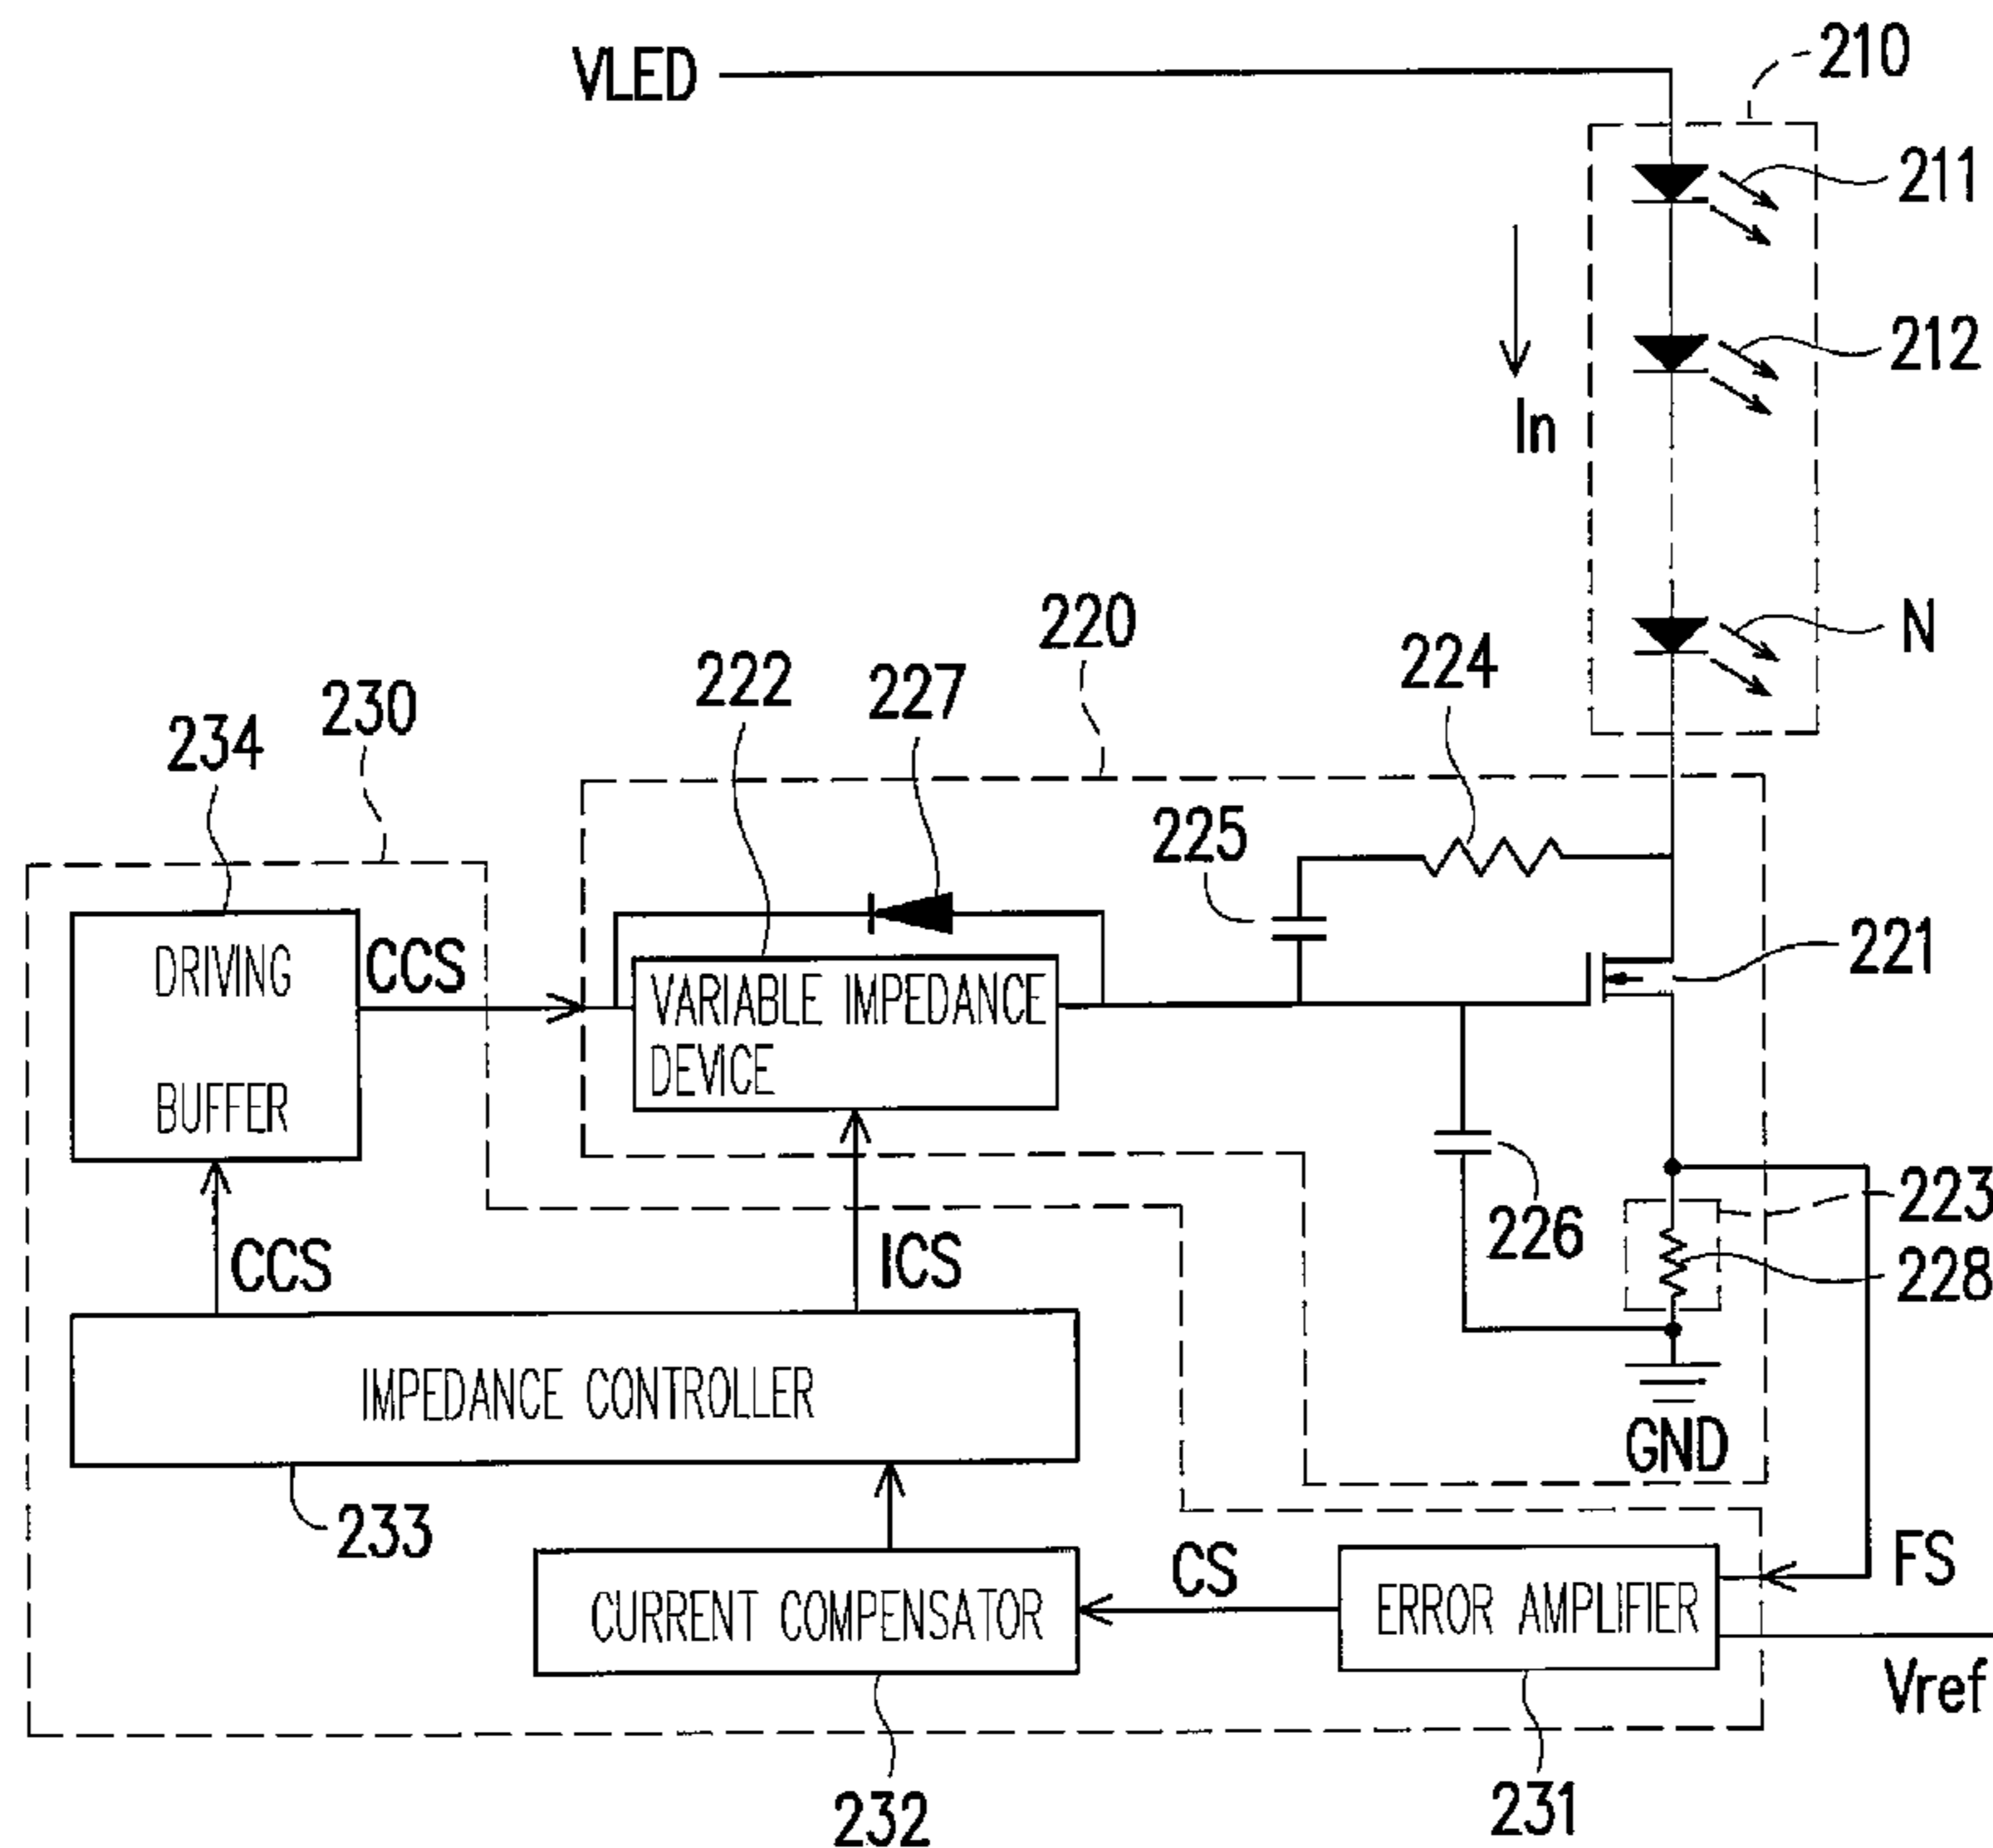 210
VLED
211
212
In
N
220
224
222
227
230
234
225
221
DRIVING
BUFFER
CCS
VARIABLE IMPEDANCE
DEVICE
223
226
228
CCS
ICS
IMPEDANCE CONTROLLER
GND
233
CS
FS
CURRENT COMPENSATOR
ERROR AMPLIFIER
Vref
232
231